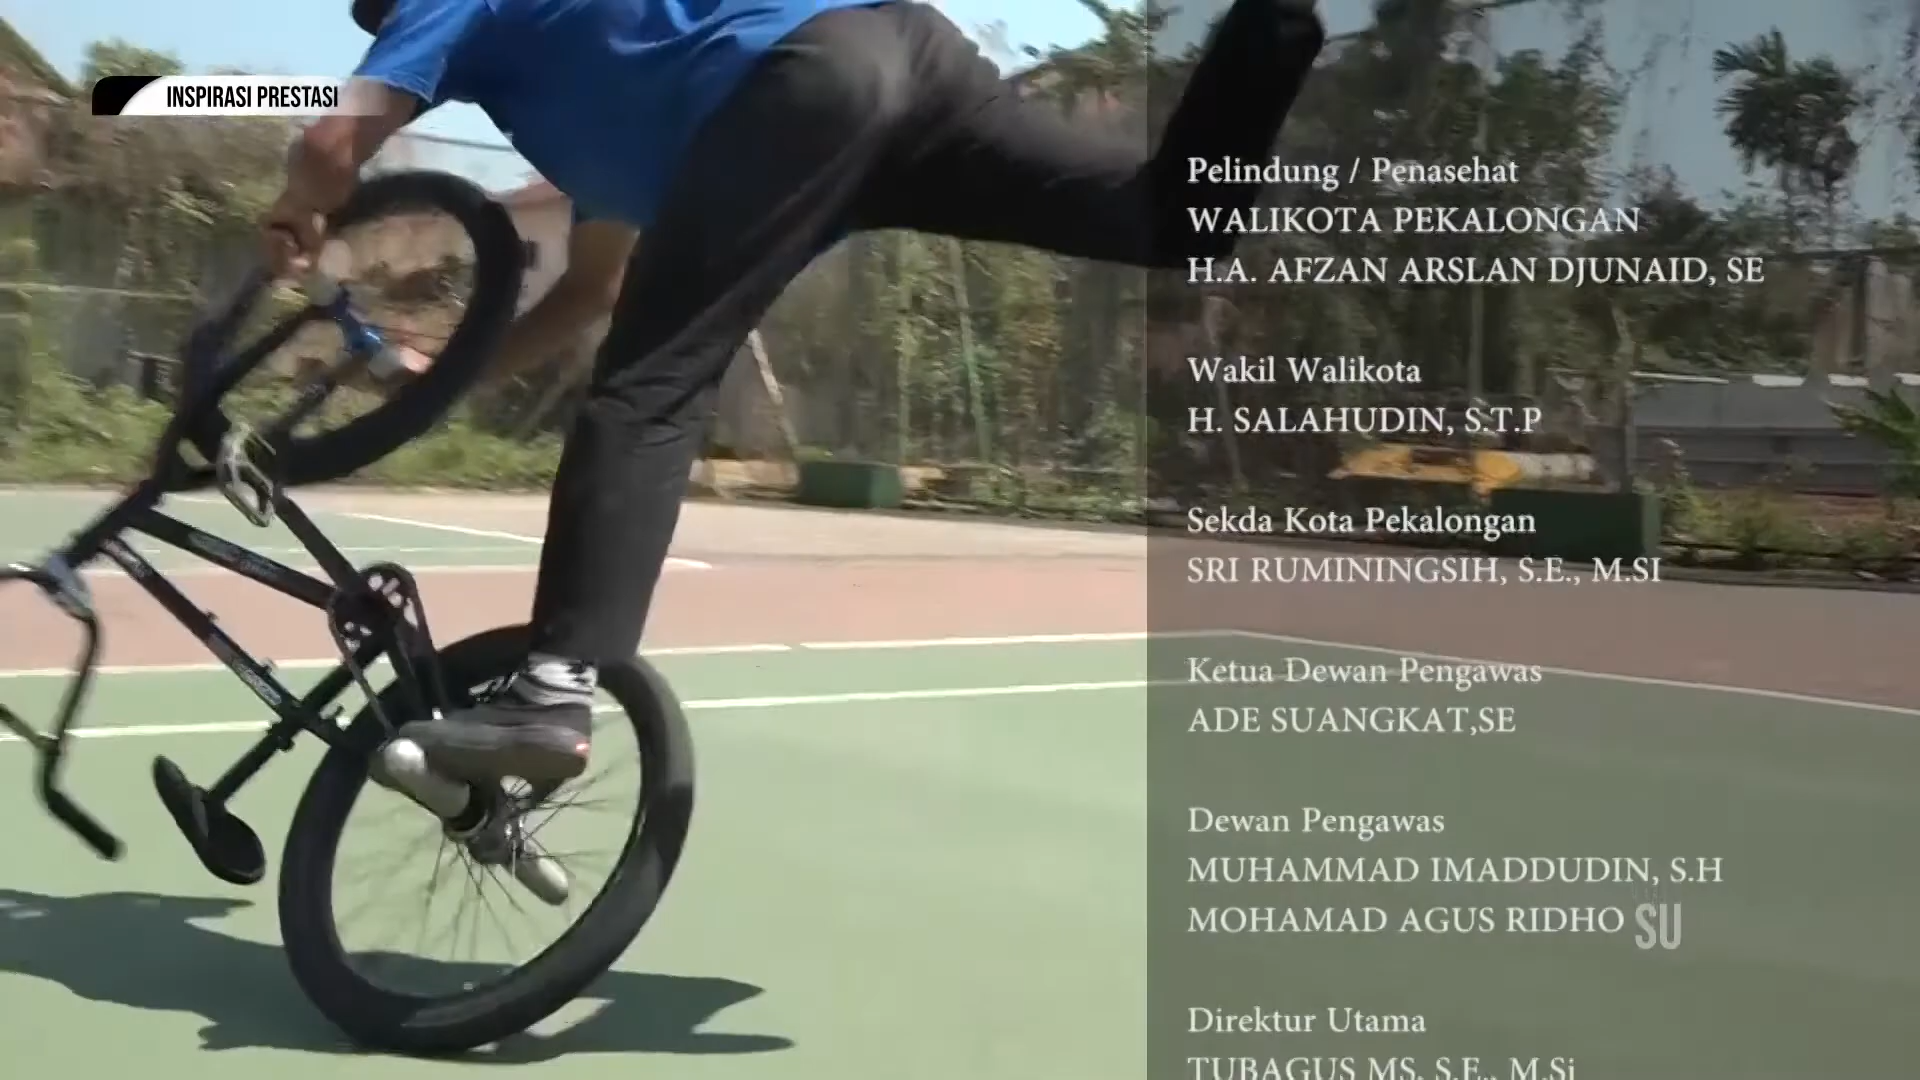 INSPIRASI PRESTASI
Pelindung / Penasehat
WALIKOTA PEKALONGAN
H.A. AFZAN ARSLAN DJUNAID, SE
Wakil Walikota
H. SALAHUDIN, S.T.P
Sekda Kota Pekalongan
SRI RUMININGSIH, S.E., M.SI
Ketua Dewan Pengawas
ADE SUANGKAT,SE
Dewan Pengawas
MUHAMMAD IMADDUDIN, S.H
MOHAMAD AGUS RIDHO
SU
Direktur Utama
TUBAGUS MS, S.E., M.Si